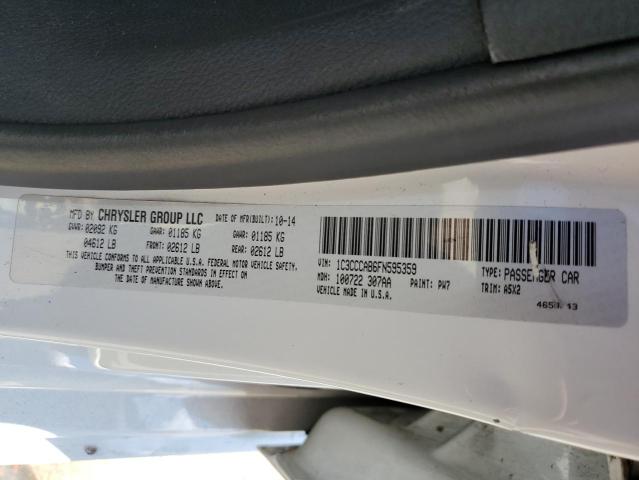 MFD BY CHRYSLER GROUP LLC DATE OF MFR(BUILT): 10-14
GVWR: 02092 KG GAWR: 01185 KG GAWR: 01185 KG
04612 LB FRONT: 02612 LB REAR: 02612 LB
THIS VEHICLE CONFORMS TO ALL U.S.A. FEDERAL MOTOR VEHICLE SAFETY,
BUMPER AND THEFT PREVENTION STANDARDS IN EFFECT ON
THE DATE OF MANUFACTURE SHOWN ABOVE.
VIN: 1C3CCCAB6FN595359 TYPE: PASSENGER CAR
MDH: 100722 307AA PAINT: PW7 TRIM: A5X2
VEHICLE MADE IN U.S.A.